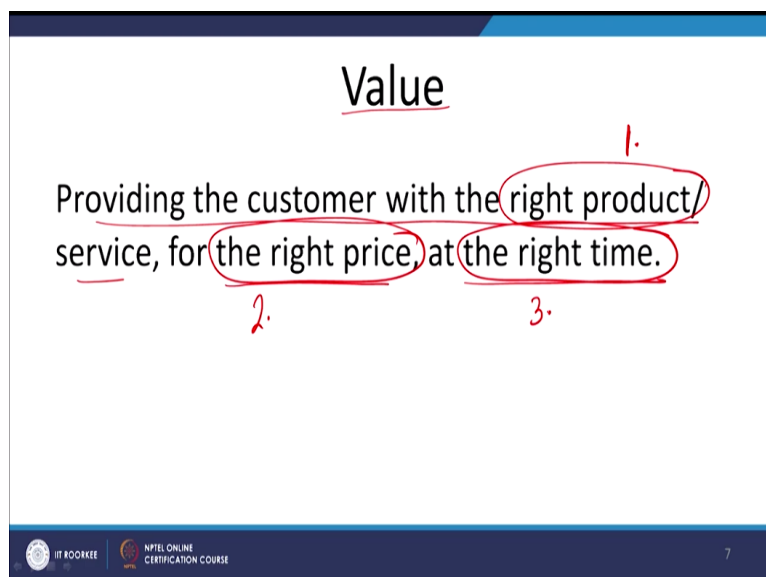 Value
1.
Providing the customer with the right product/
service, for the right price, at the right time.
2. 3.
IIT ROORKEE NPTEL ONLINE
CERTIFICATION COURSE
NPTEL
7